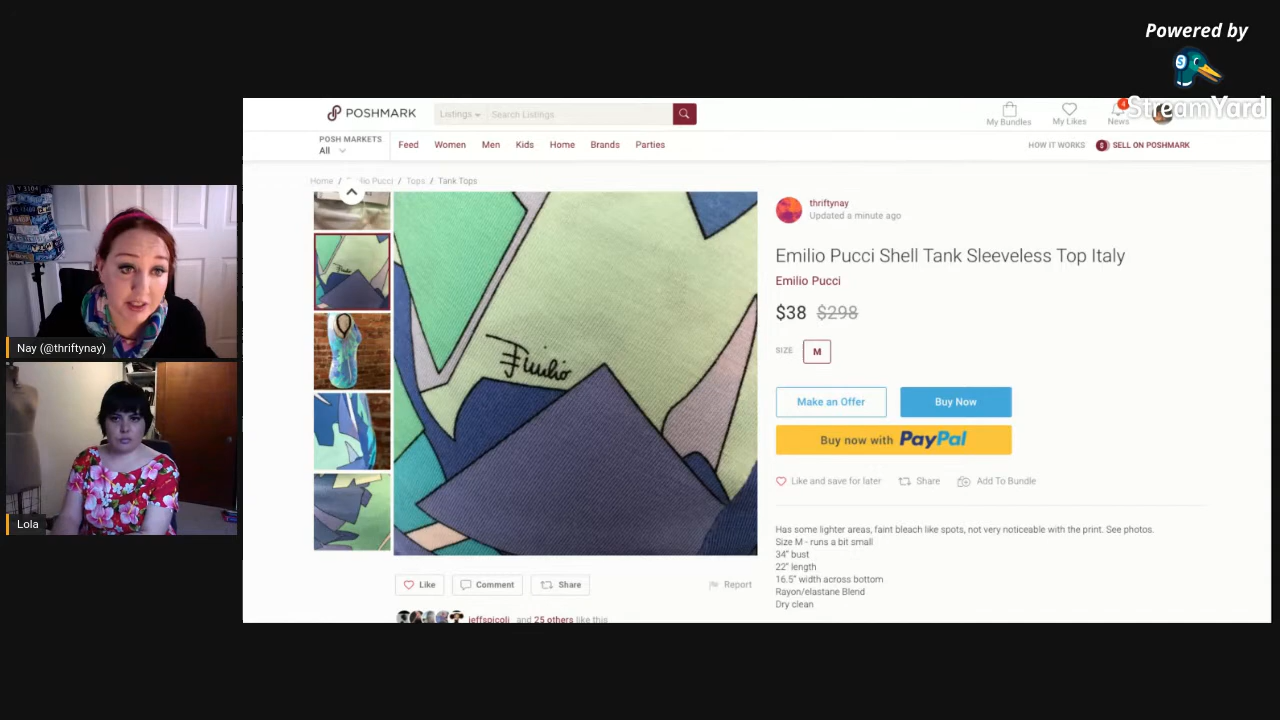 Powered by
StreamYard
POSHMARK
Listings
Search Listings
My Bundles
My Likes
4
News
POSH MARKETS
All
Feed
Women
Men
Kids
Home
Brands
Parties
HOW IT WORKS
SELL ON POSHMARK
Home / Emilio Pucci / Tops / Tank Tops
thriftynay
Updated a minute ago
Emilio Pucci Shell Tank Sleeveless Top Italy
Emilio Pucci
$38 $298
SIZE M
Make an Offer
Buy Now
Buy now with PayPal
Like and save for later
Share
Add To Bundle
Has some lighter areas, faint bleach like spots, not very noticeable with the print. See photos.
Size M - runs a bit small
34" bust
22" length
16.5" width across bottom
Rayon/elastane Blend
Dry clean
Emilio
Like
Comment
Share
Report
jeffspicoli and 25 others like this
Nay (@thriftynay)
Lola